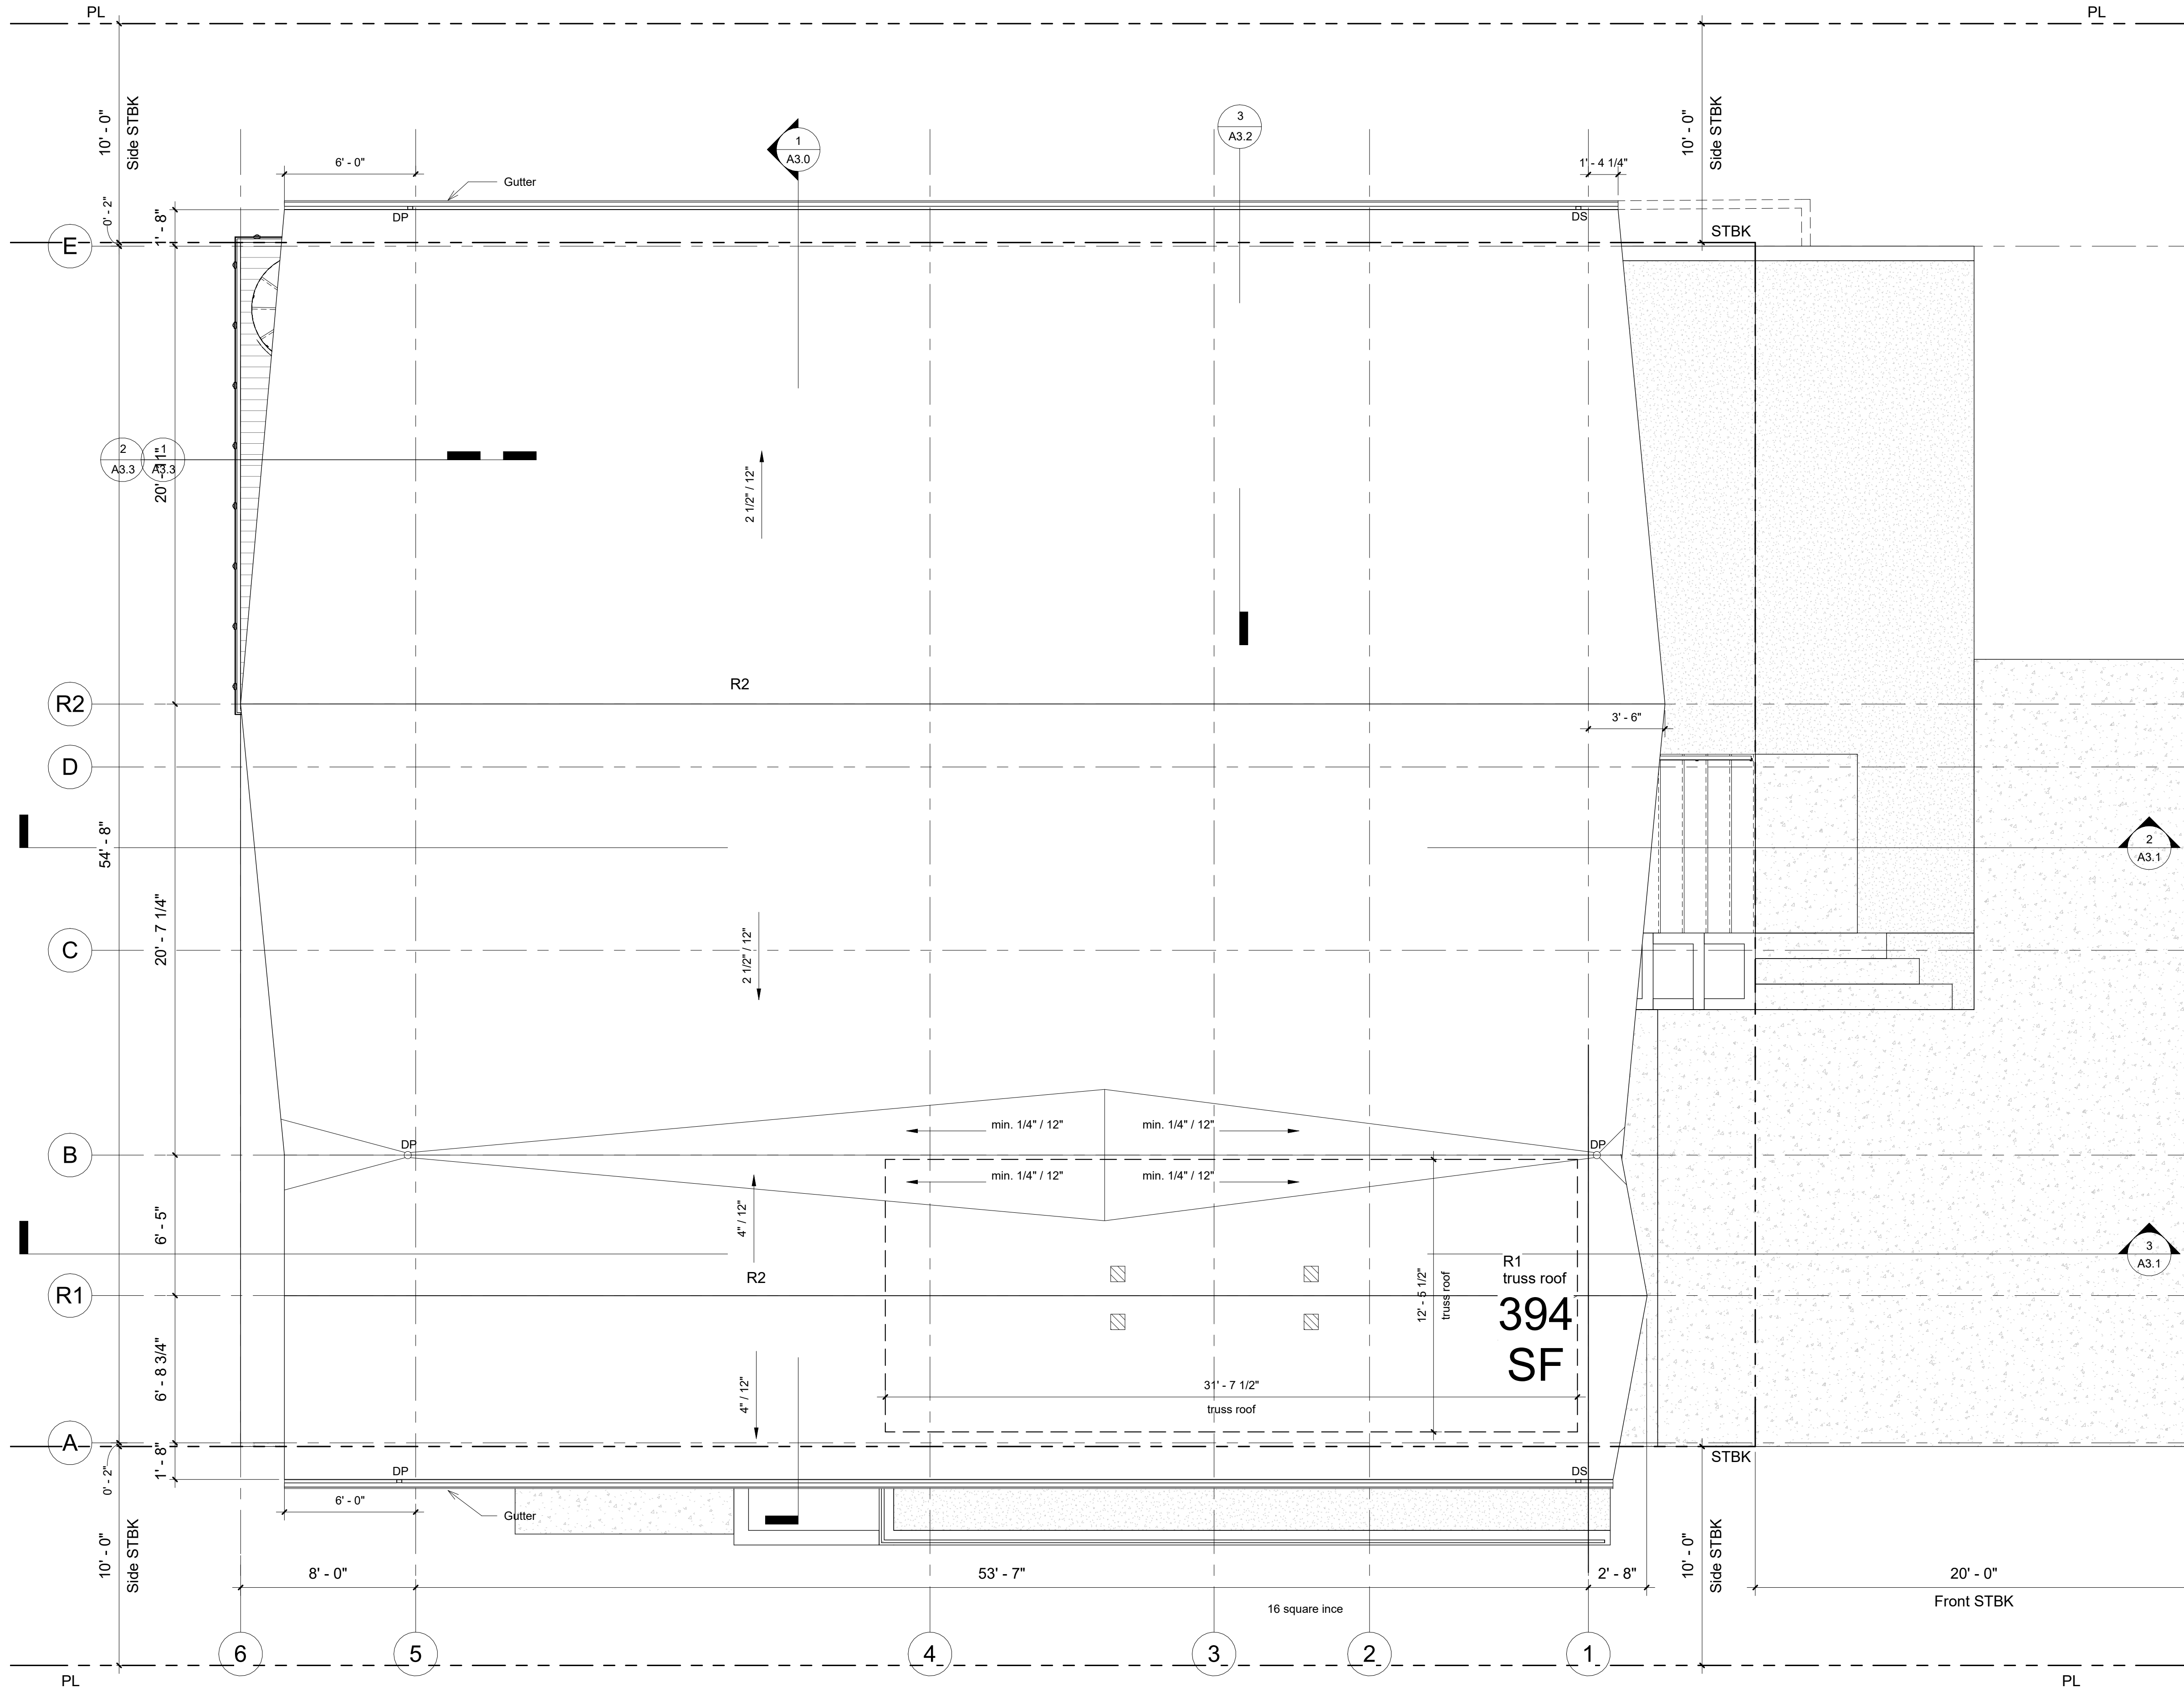 PL
PL
10' - 0"
Side STBK
10' - 0"
Side STBK
3
A3.2
1
A3.0
6' - 0"
1' - 4 1/4"
Gutter
0' - 2"
1' - 8"
DP
DS
STBK
E
2
A3.3
1
A3.3
20' - 11"
2 1/2" / 12"
R2
R2
3' - 6"
D
54' - 8"
2
A3.1
20' - 7 1/4"
2 1/2" / 12"
C
min. 1/4" / 12"
min. 1/4" / 12"
DP
DP
B
min. 1/4" / 12"
min. 1/4" / 12"
6' - 5"
4" / 12"
3
A3.1
R1
truss roof
R2
12' - 5 1/2"
truss roof
R1
394
SF
6' - 8 3/4"
4" / 12"
31' - 7 1/2"
truss roof
A
1' - 8"
0' - 2"
STBK
DP
DS
6' - 0"
Gutter
10' - 0"
Side STBK
10' - 0"
Side STBK
8' - 0"
53' - 7"
2' - 8"
20' - 0"
Front STBK
16 square ince
6
5
4
3
2
1
PL
PL